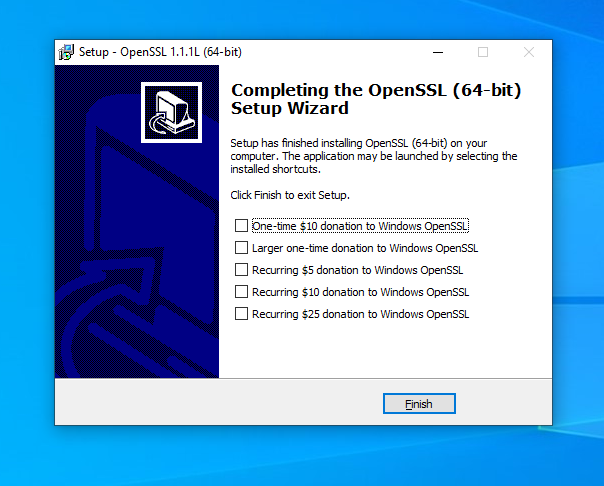 Setup - OpenSSL 1.1.1L (64-bit)
Completing the OpenSSL (64-bit)
Setup Wizard
Setup has finished installing OpenSSL (64-bit) on your
computer. The application may be launched by selecting the
installed shortcuts.
Click Finish to exit Setup.
One-time $10 donation to Windows OpenSSL
Larger one-time donation to Windows OpenSSL
Recurring $5 donation to Windows OpenSSL
Recurring $10 donation to Windows OpenSSL
Recurring $25 donation to Windows OpenSSL
Finish